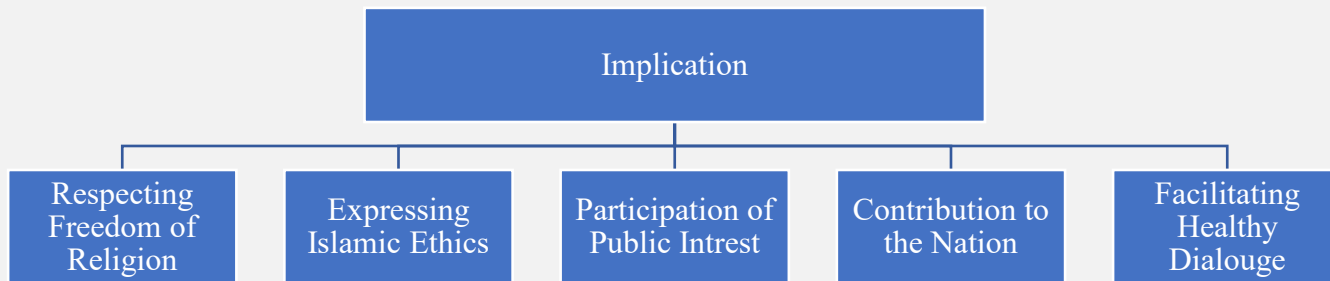 Implication
Respecting
Freedom of
Religion
Expressing
Islamic Ethics
Participation of
Public Intrest
Contribution to
the Nation
Facilitating
Healthy
Dialouge